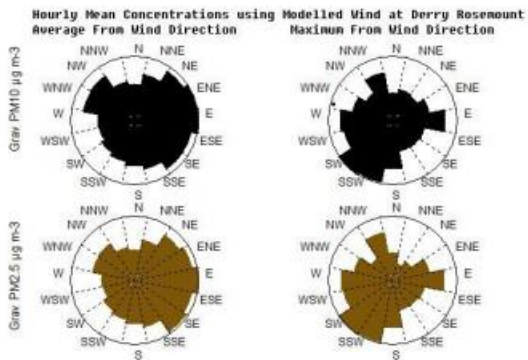 Hourly Mean Concentrations using Modelled Wind at Derry Rosemount
Average From Wind Direction
Maximum From Wind Direction
Grav PM10 µg m-3
N
NNE
NE
ENE
E
ESE
SE
SSE
S
SSW
SW
WSW
W
WNW
NW
NNW
N
NNE
NE
ENE
E
ESE
SE
SSE
S
SSW
SW
WSW
W
WNW
NW
NNW
Grav PM2.5 µg m-3
N
NNE
NE
ENE
E
ESE
SE
SSE
S
SSW
SW
WSW
W
WNW
NW
NNW
N
NNE
NE
ENE
E
ESE
SE
SSE
S
SSW
SW
WSW
W
WNW
NW
NNW